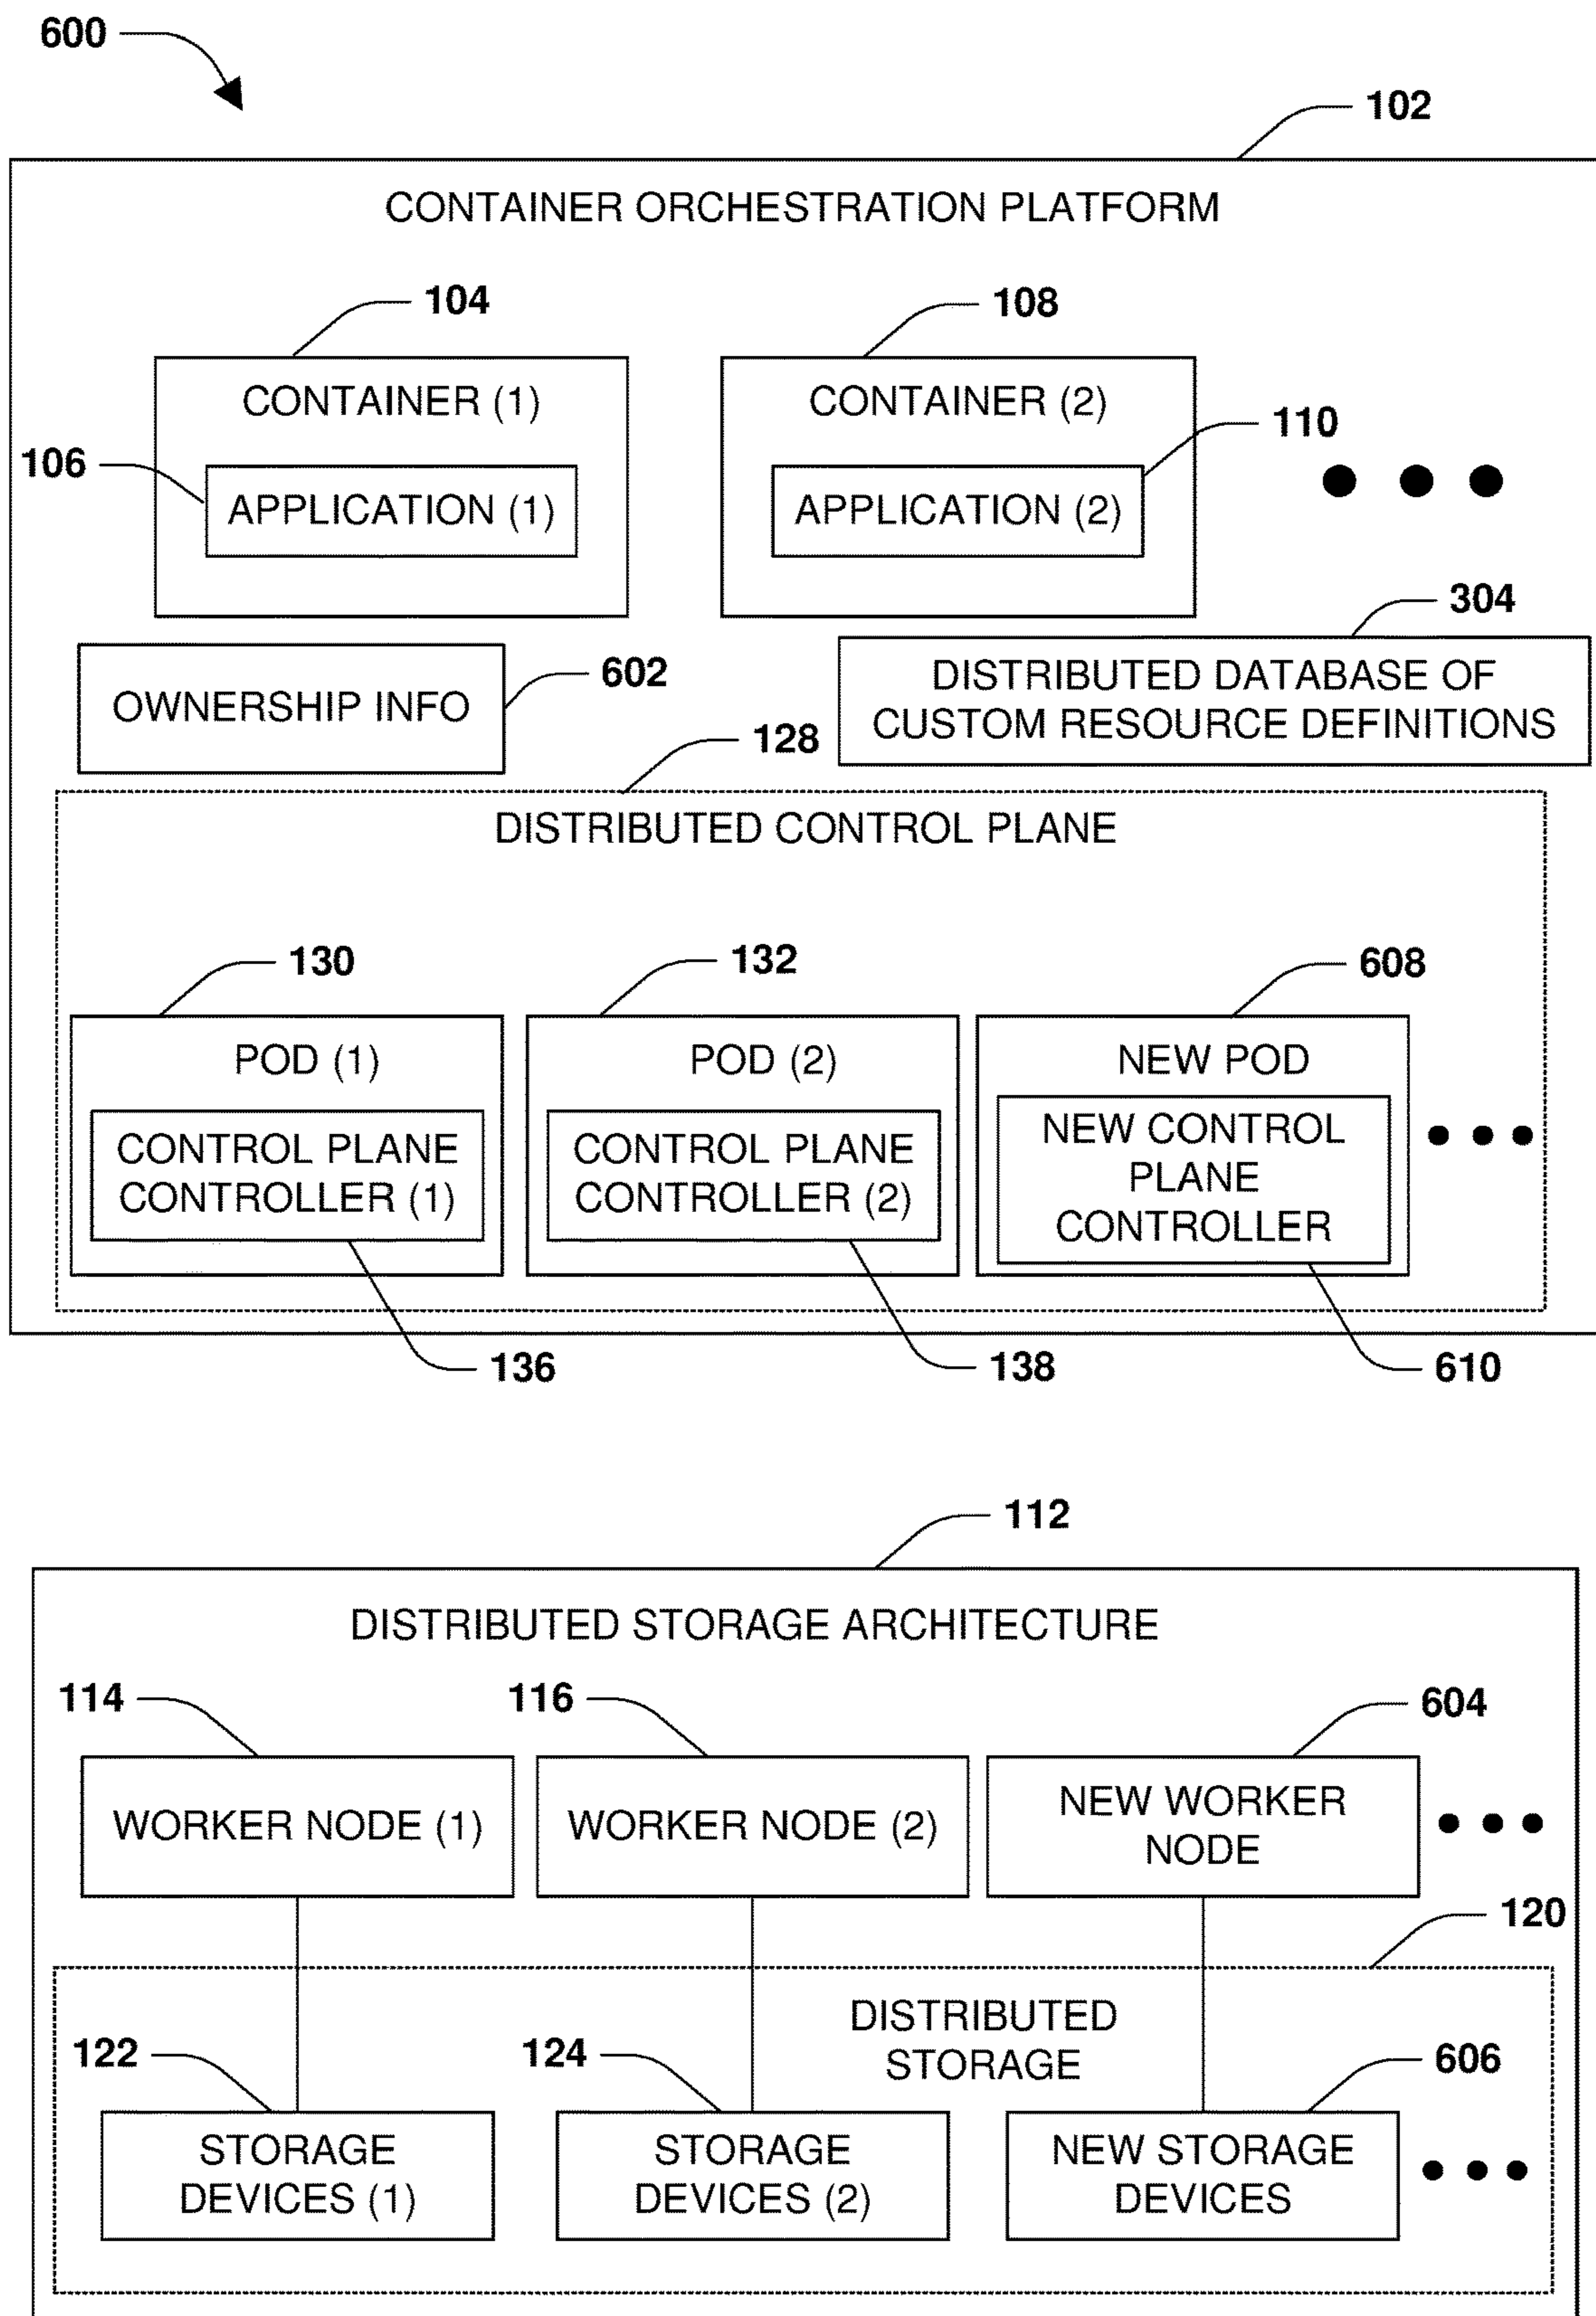 600
102
CONTAINER ORCHESTRATION PLATFORM
104
108
CONTAINER (1)
CONTAINER (2)
106
110
APPLICATION (1)
APPLICATION (2)
304
OWNERSHIP INFO
602
DISTRIBUTED DATABASE OF
CUSTOM RESOURCE DEFINITIONS
128
DISTRIBUTED CONTROL PLANE
130
132
608
POD (1)
POD (2)
NEW POD
CONTROL PLANE
CONTROLLER (1)
CONTROL PLANE
CONTROLLER (2)
NEW CONTROL
PLANE
CONTROLLER
136
138
610
112
DISTRIBUTED STORAGE ARCHITECTURE
114
116
604
WORKER NODE (1)
WORKER NODE (2)
NEW WORKER
NODE
120
DISTRIBUTED
STORAGE
122
124
606
STORAGE
DEVICES (1)
STORAGE
DEVICES (2)
NEW STORAGE
DEVICES